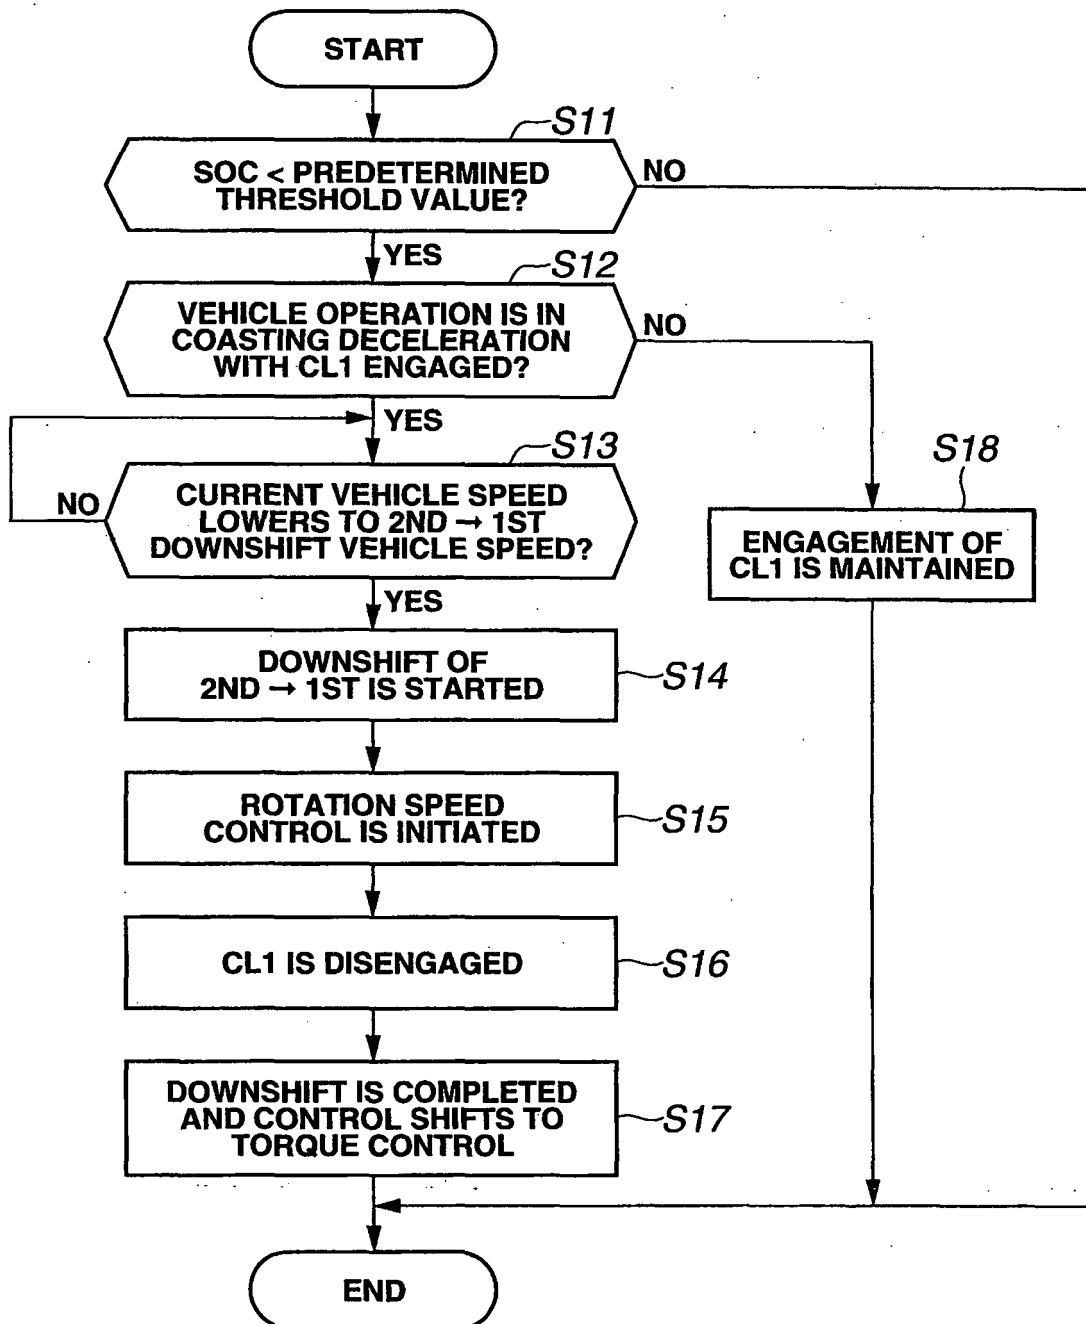 START
S11
SOC < PREDETERMINED
THRESHOLD VALUE?
NO
YES
S12
VEHICLE OPERATION IS IN
COASTING DECELERATION
WITH CL1 ENGAGED?
NO
YES
S13
CURRENT VEHICLE SPEED
LOWERS TO 2ND → 1ST
DOWNSHIFT VEHICLE SPEED?
NO
YES
S18
ENGAGEMENT OF
CL1 IS MAINTAINED
DOWNSHIFT OF
2ND → 1ST IS STARTED
S14
ROTATION SPEED
CONTROL IS INITIATED
S15
CL1 IS DISENGAGED
S16
DOWNSHIFT IS COMPLETED
AND CONTROL SHIFTS TO
TORQUE CONTROL
S17
END